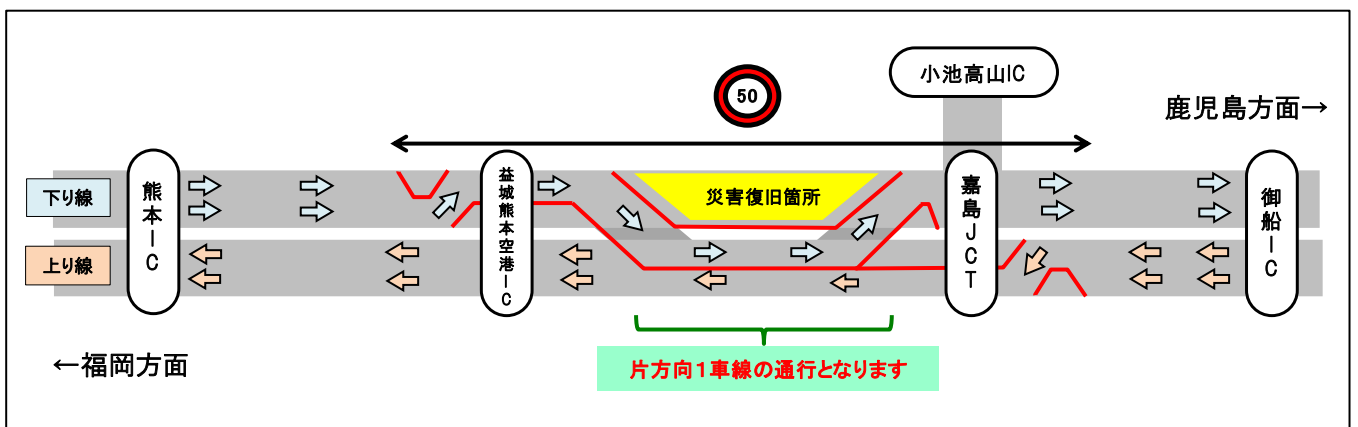 50
小池高山IC
鹿児島方面→
下り線
上り線
熊本IC
益城熊本空港IC
災害復旧箇所
嘉島JCT
御船IC
←福岡方面
片方向1車線の通行となります